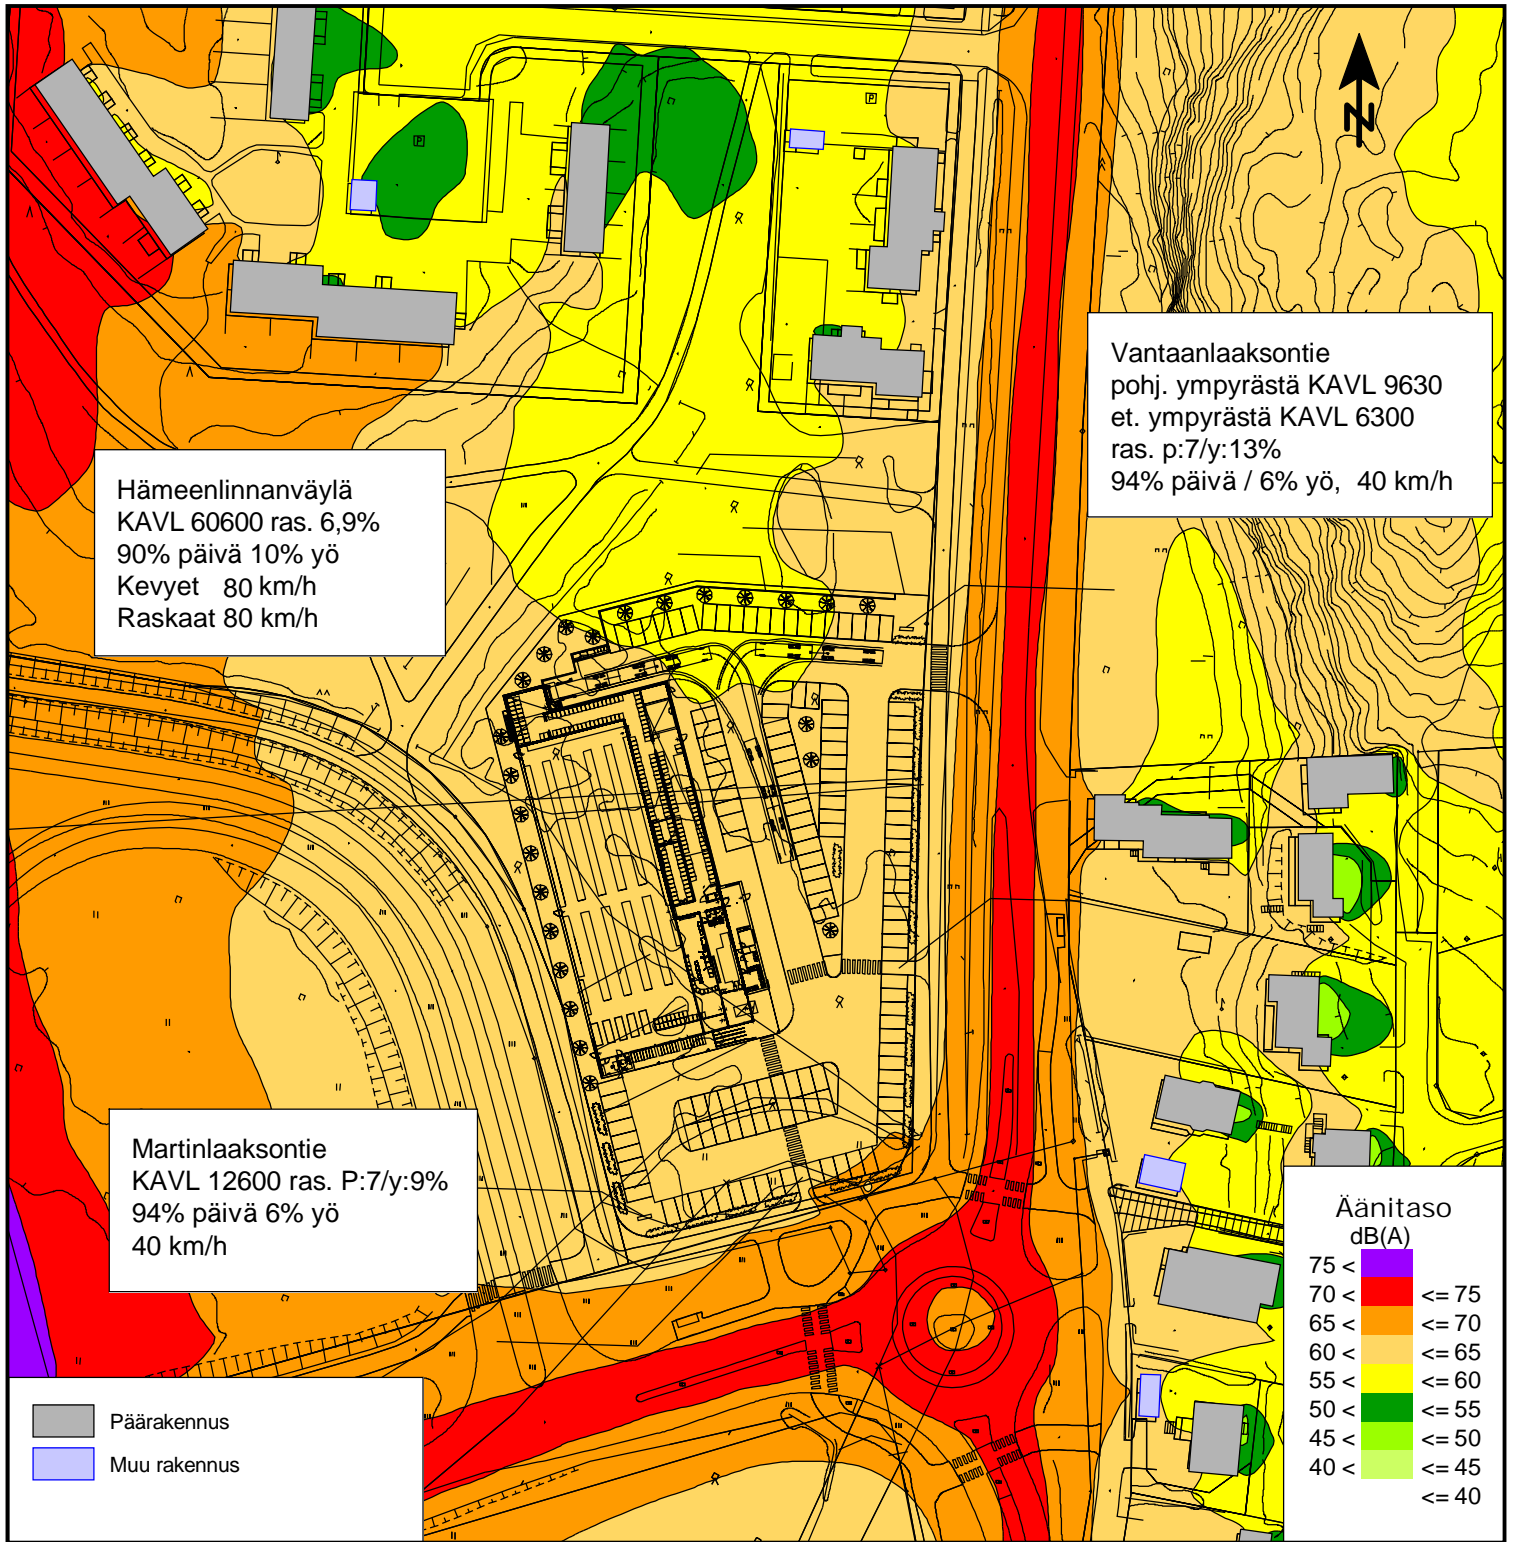 N
Vantaanlaaksontie
pohj. ympyrästä KAVL 9630
et. ympyrästä KAVL 6300
ras. p:7/y:13%
94% päivä / 6% yö, 40 km/h
Hämeenlinnanväylä
KAVL 60600 ras. 6,9%
90% päivä 10% yö
Kevyet 80 km/h
Raskaat 80 km/h
Martinlaaksontie
KAVL 12600 ras. P:7/y:9%
94% päivä 6% yö
40 km/h
Päärakennus
Muu rakennus
Äänitaso
dB(A)
75 <
70 < <= 75
65 < <= 70
60 < <= 65
55 < <= 60
50 < <= 55
45 < <= 50
40 < <= 45
<= 40
P
P